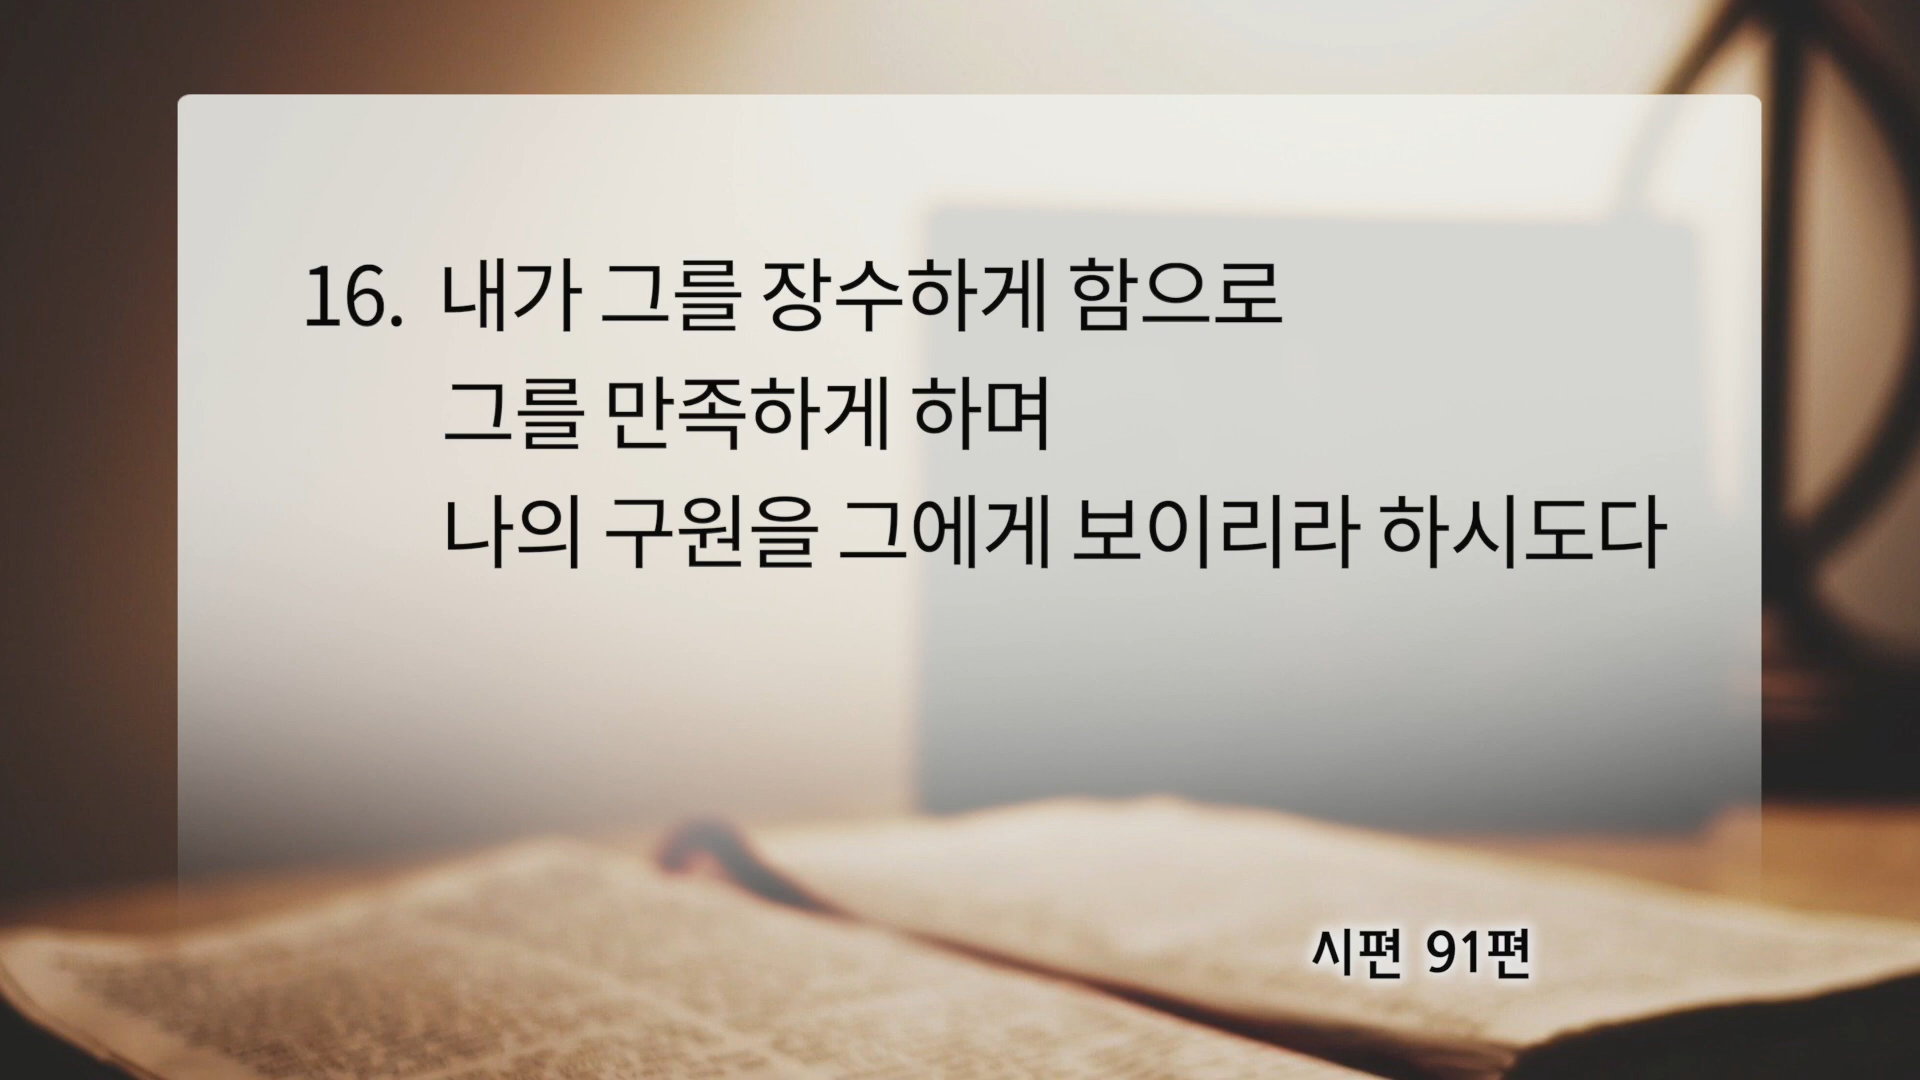 16. 내가 그를 장수하게 함으로
그를 만족하게 하며
나의 구원을 그에게 보이리라 하시도다
시편 91편